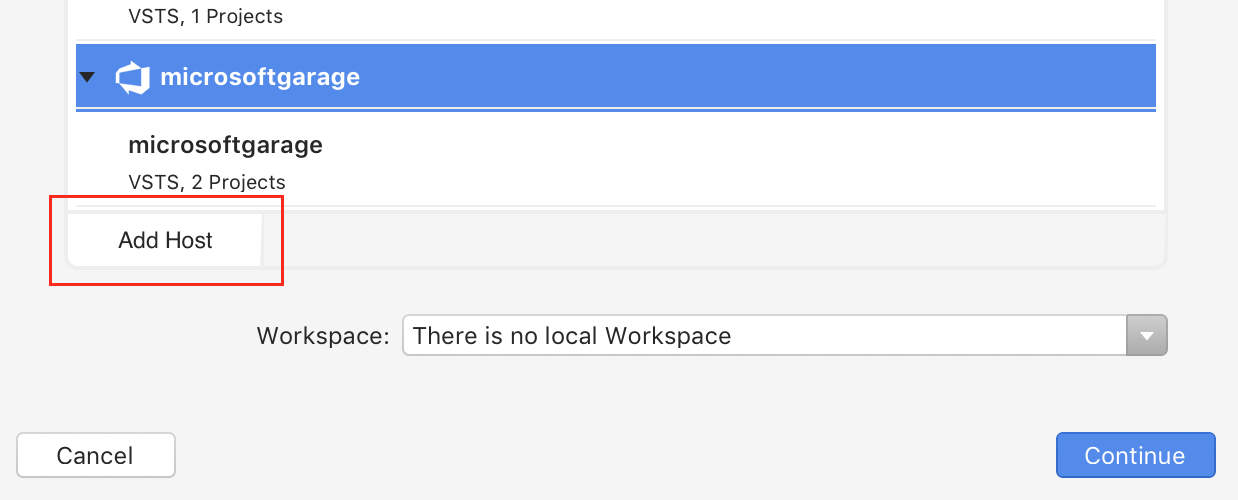 VSTS, 1 Projects
microsoftgarage
microsoftgarage
VSTS, 2 Projects
Add Host
Workspace: There is no local Workspace
Cancel Continue